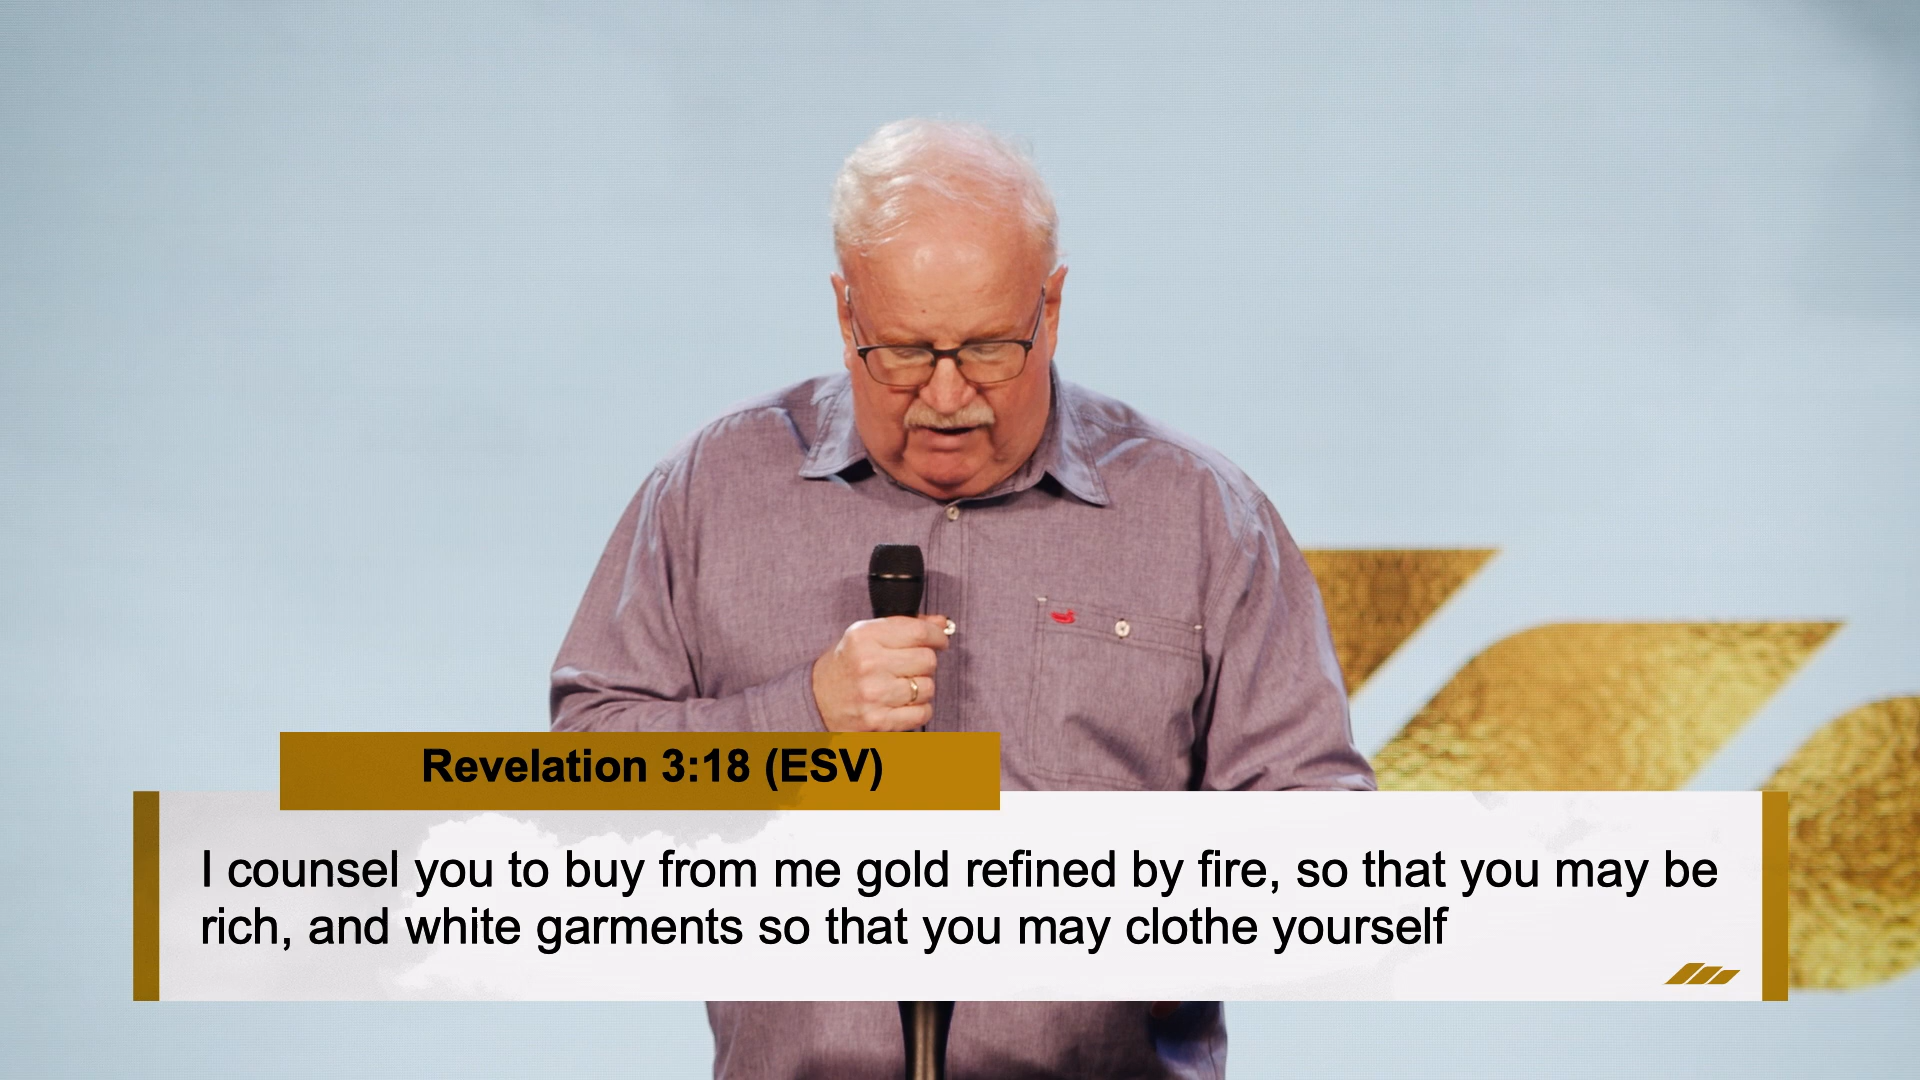 Revelation 3:18 (ESV)
I counsel you to buy from me gold refined by fire, so that you may be
rich, and white garments so that you may clothe yourself